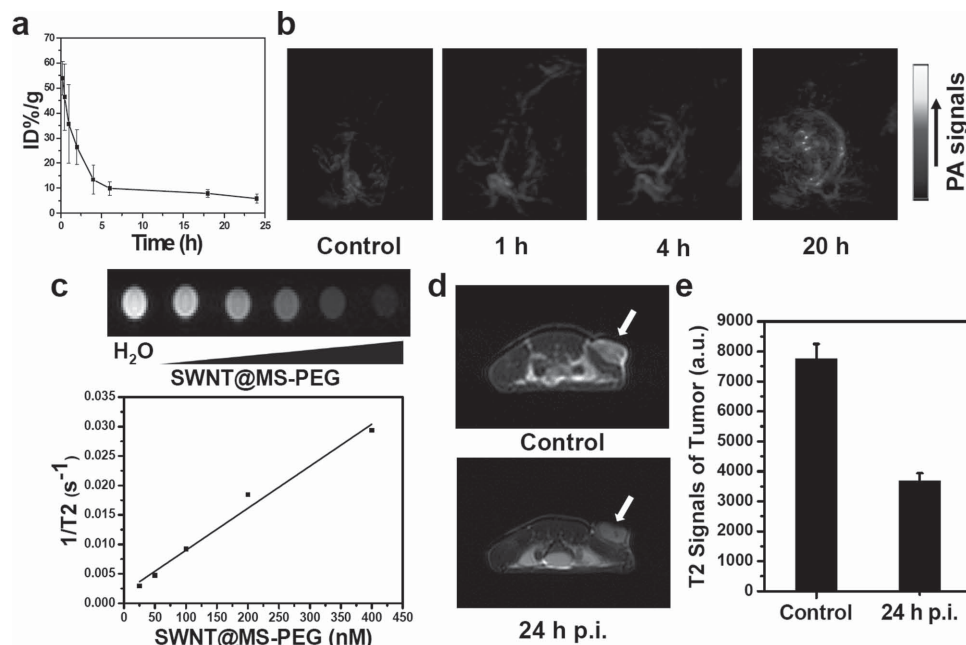 a
ID%/g
70
60
50
40
30
20
10
0
0 5 10 15 20 25
Time (h)
b
Control
1 h
4 h
20 h
PA signals
c
H₂O
SWNT@MS-PEG
1/T2 (s⁻¹)
0.035
0.030
0.025
0.020
0.015
0.010
0.005
0.000
0 50 100 150 200 250 300 350 400 450
SWNT@MS-PEG (nM)
d
Control
24 h p.i.
e
T2 Signals of Tumor (a.u.)
9000
8000
7000
6000
5000
4000
3000
2000
1000
0
Control 24 h p.i.